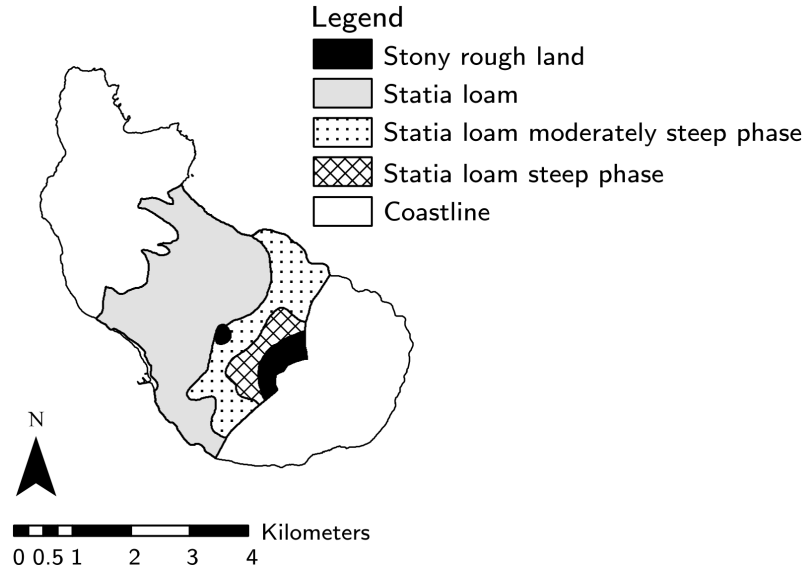 Legend
Stony rough land
Statia loam
Statia loam moderately steep phase
Statia loam steep phase
Coastline
N
Kilometers
0 0.5 1 2 3 4